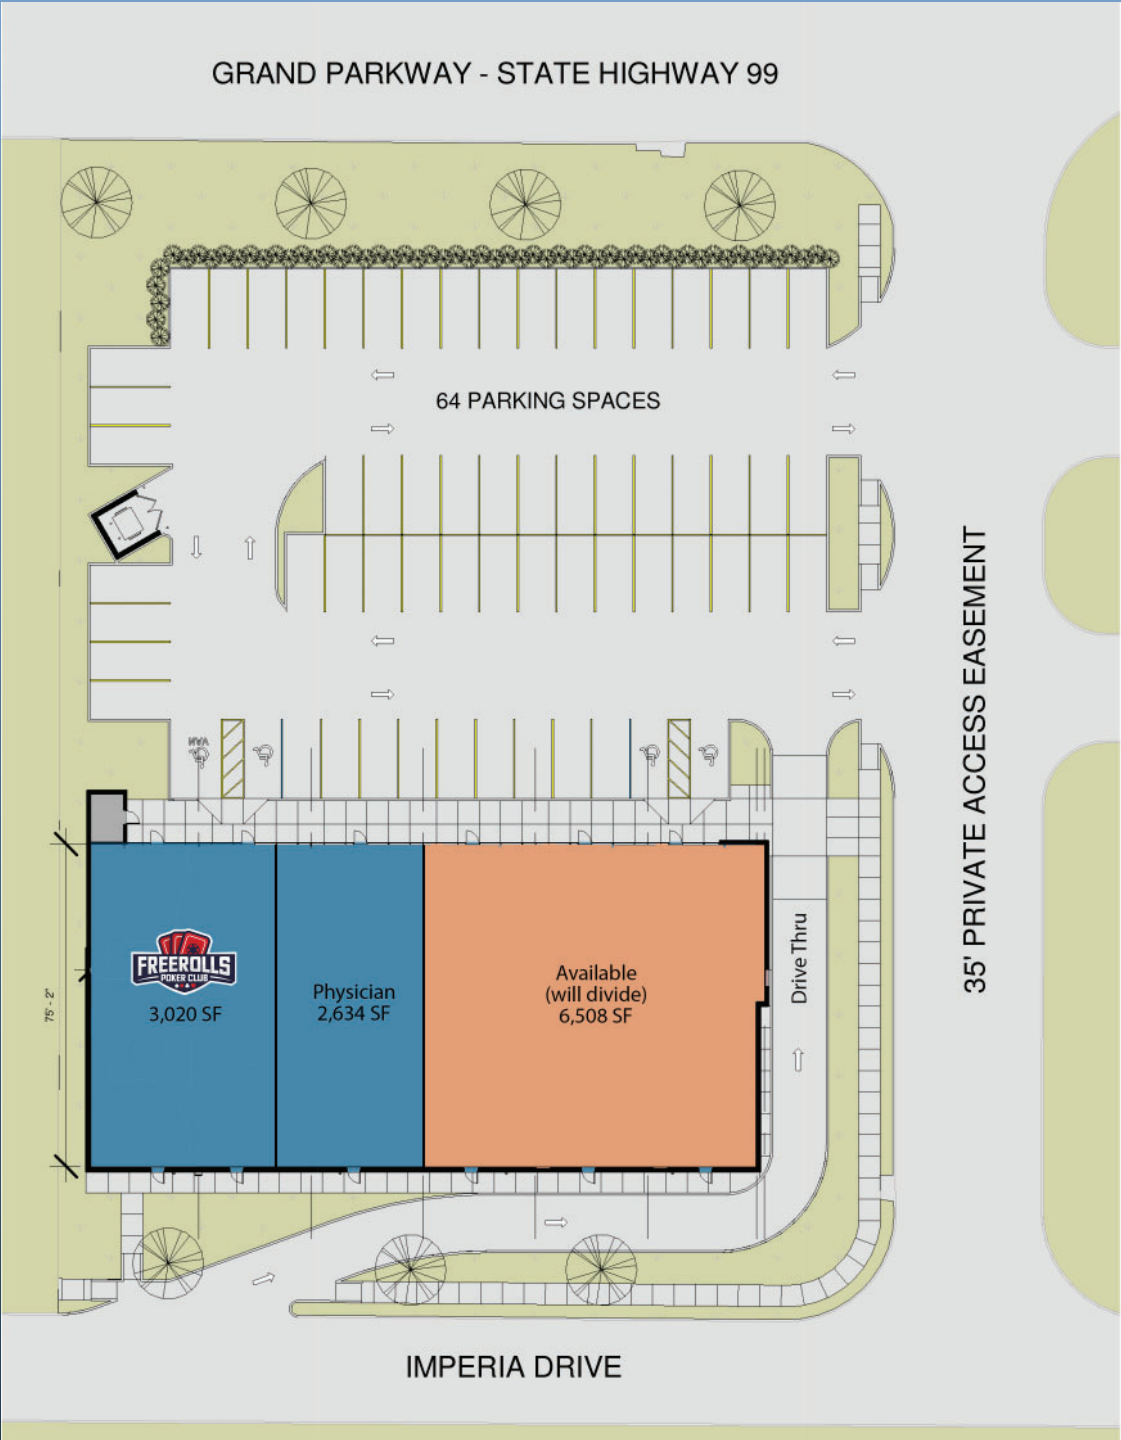 GRAND PARKWAY - STATE HIGHWAY 99
64 PARKING SPACES
35' PRIVATE ACCESS EASEMENT
VAN
75' - 2"
FREEROLLS
POKER CLUB
3,020 SF
Physician
2,634 SF
Available
(will divide)
6,508 SF
Drive Thru
IMPERIA DRIVE